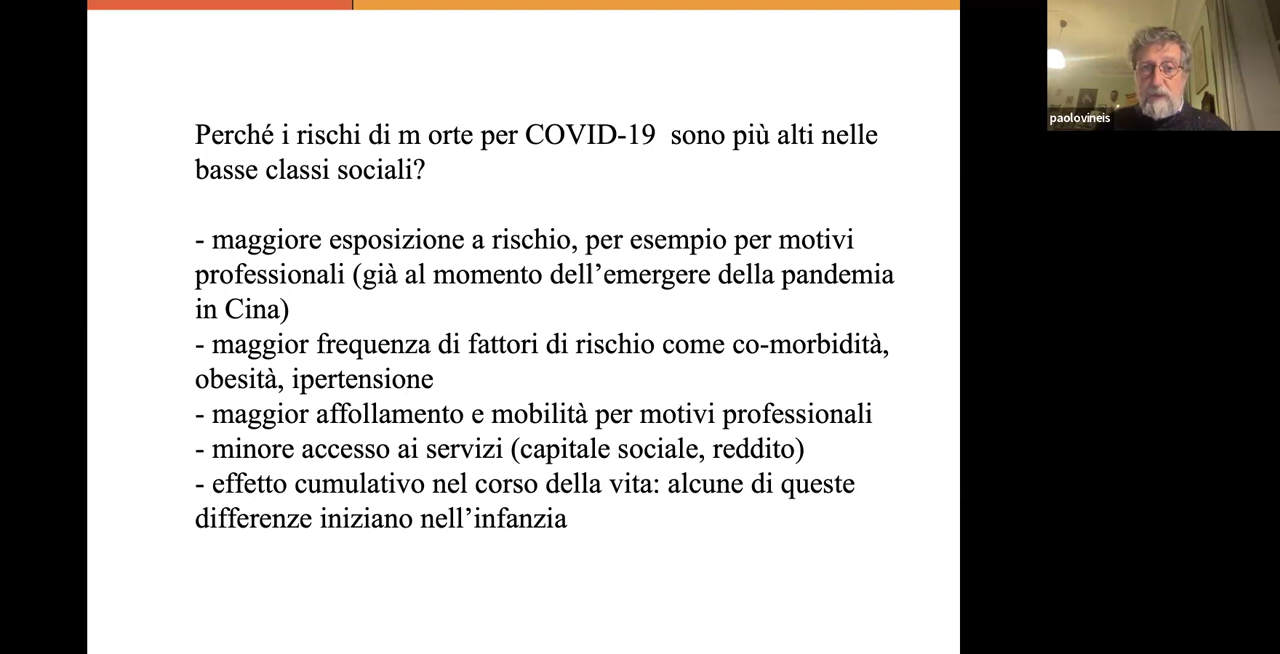 Perché i rischi di m orte per COVID-19  sono più alti nelle
basse classi sociali?
- maggiore esposizione a rischio, per esempio per motivi
professionali (già al momento dell’emergere della pandemia
in Cina)
- maggior frequenza di fattori di rischio come co-morbidità,
obesità, ipertensione
- maggior affollamento e mobilità per motivi professionali
- minore accesso ai servizi (capitale sociale, reddito)
- effetto cumulativo nel corso della vita: alcune di queste
differenze iniziano nell’infanzia
paolovineis